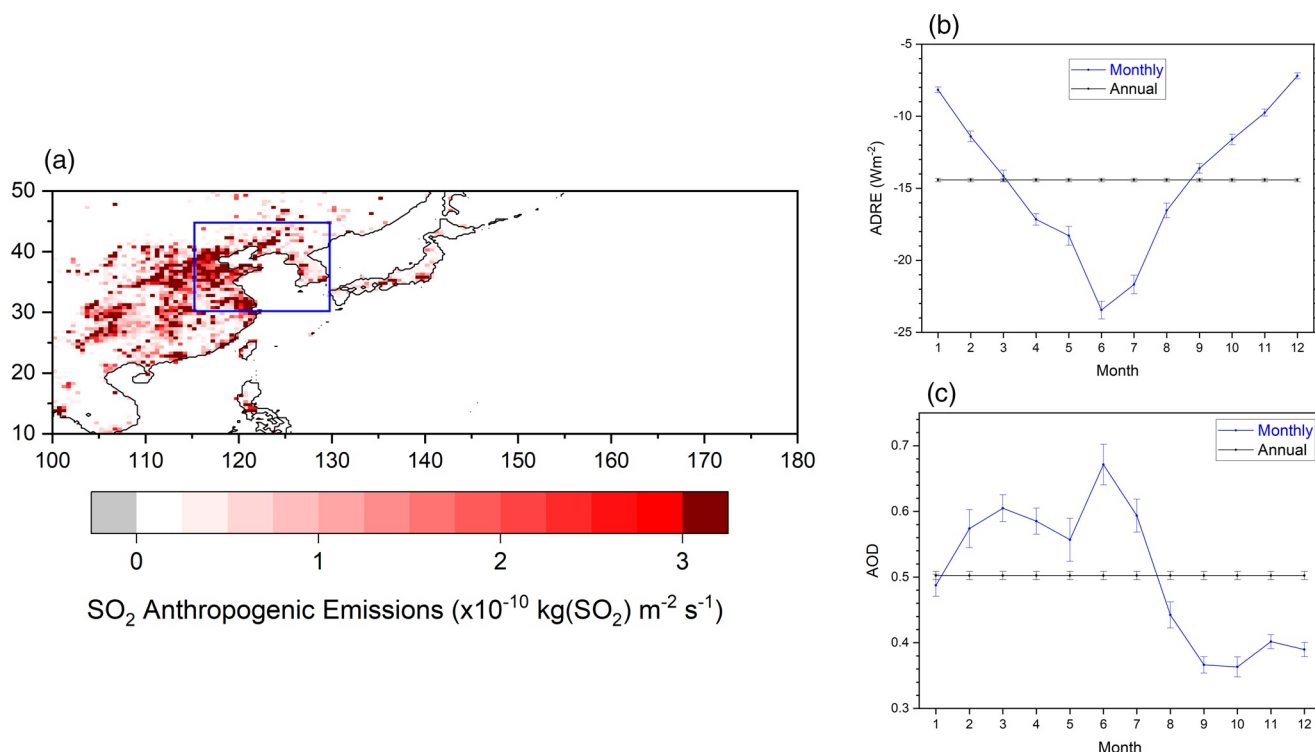 (a)
50
40
30
20
10
100 110 120 130 140 150 160 170 180
0 1 2 3
SO₂ Anthropogenic Emissions (x10⁻¹⁰ kg(SO₂) m⁻² s⁻¹)
(b)
-5
-10
-15
-20
-25
ADRE (Wm⁻²)
Monthly
Annual
1 2 3 4 5 6 7 8 9 10 11 12
Month
(c)
0.7
0.6
0.5
0.4
0.3
AOD
Monthly
Annual
1 2 3 4 5 6 7 8 9 10 11 12
Month